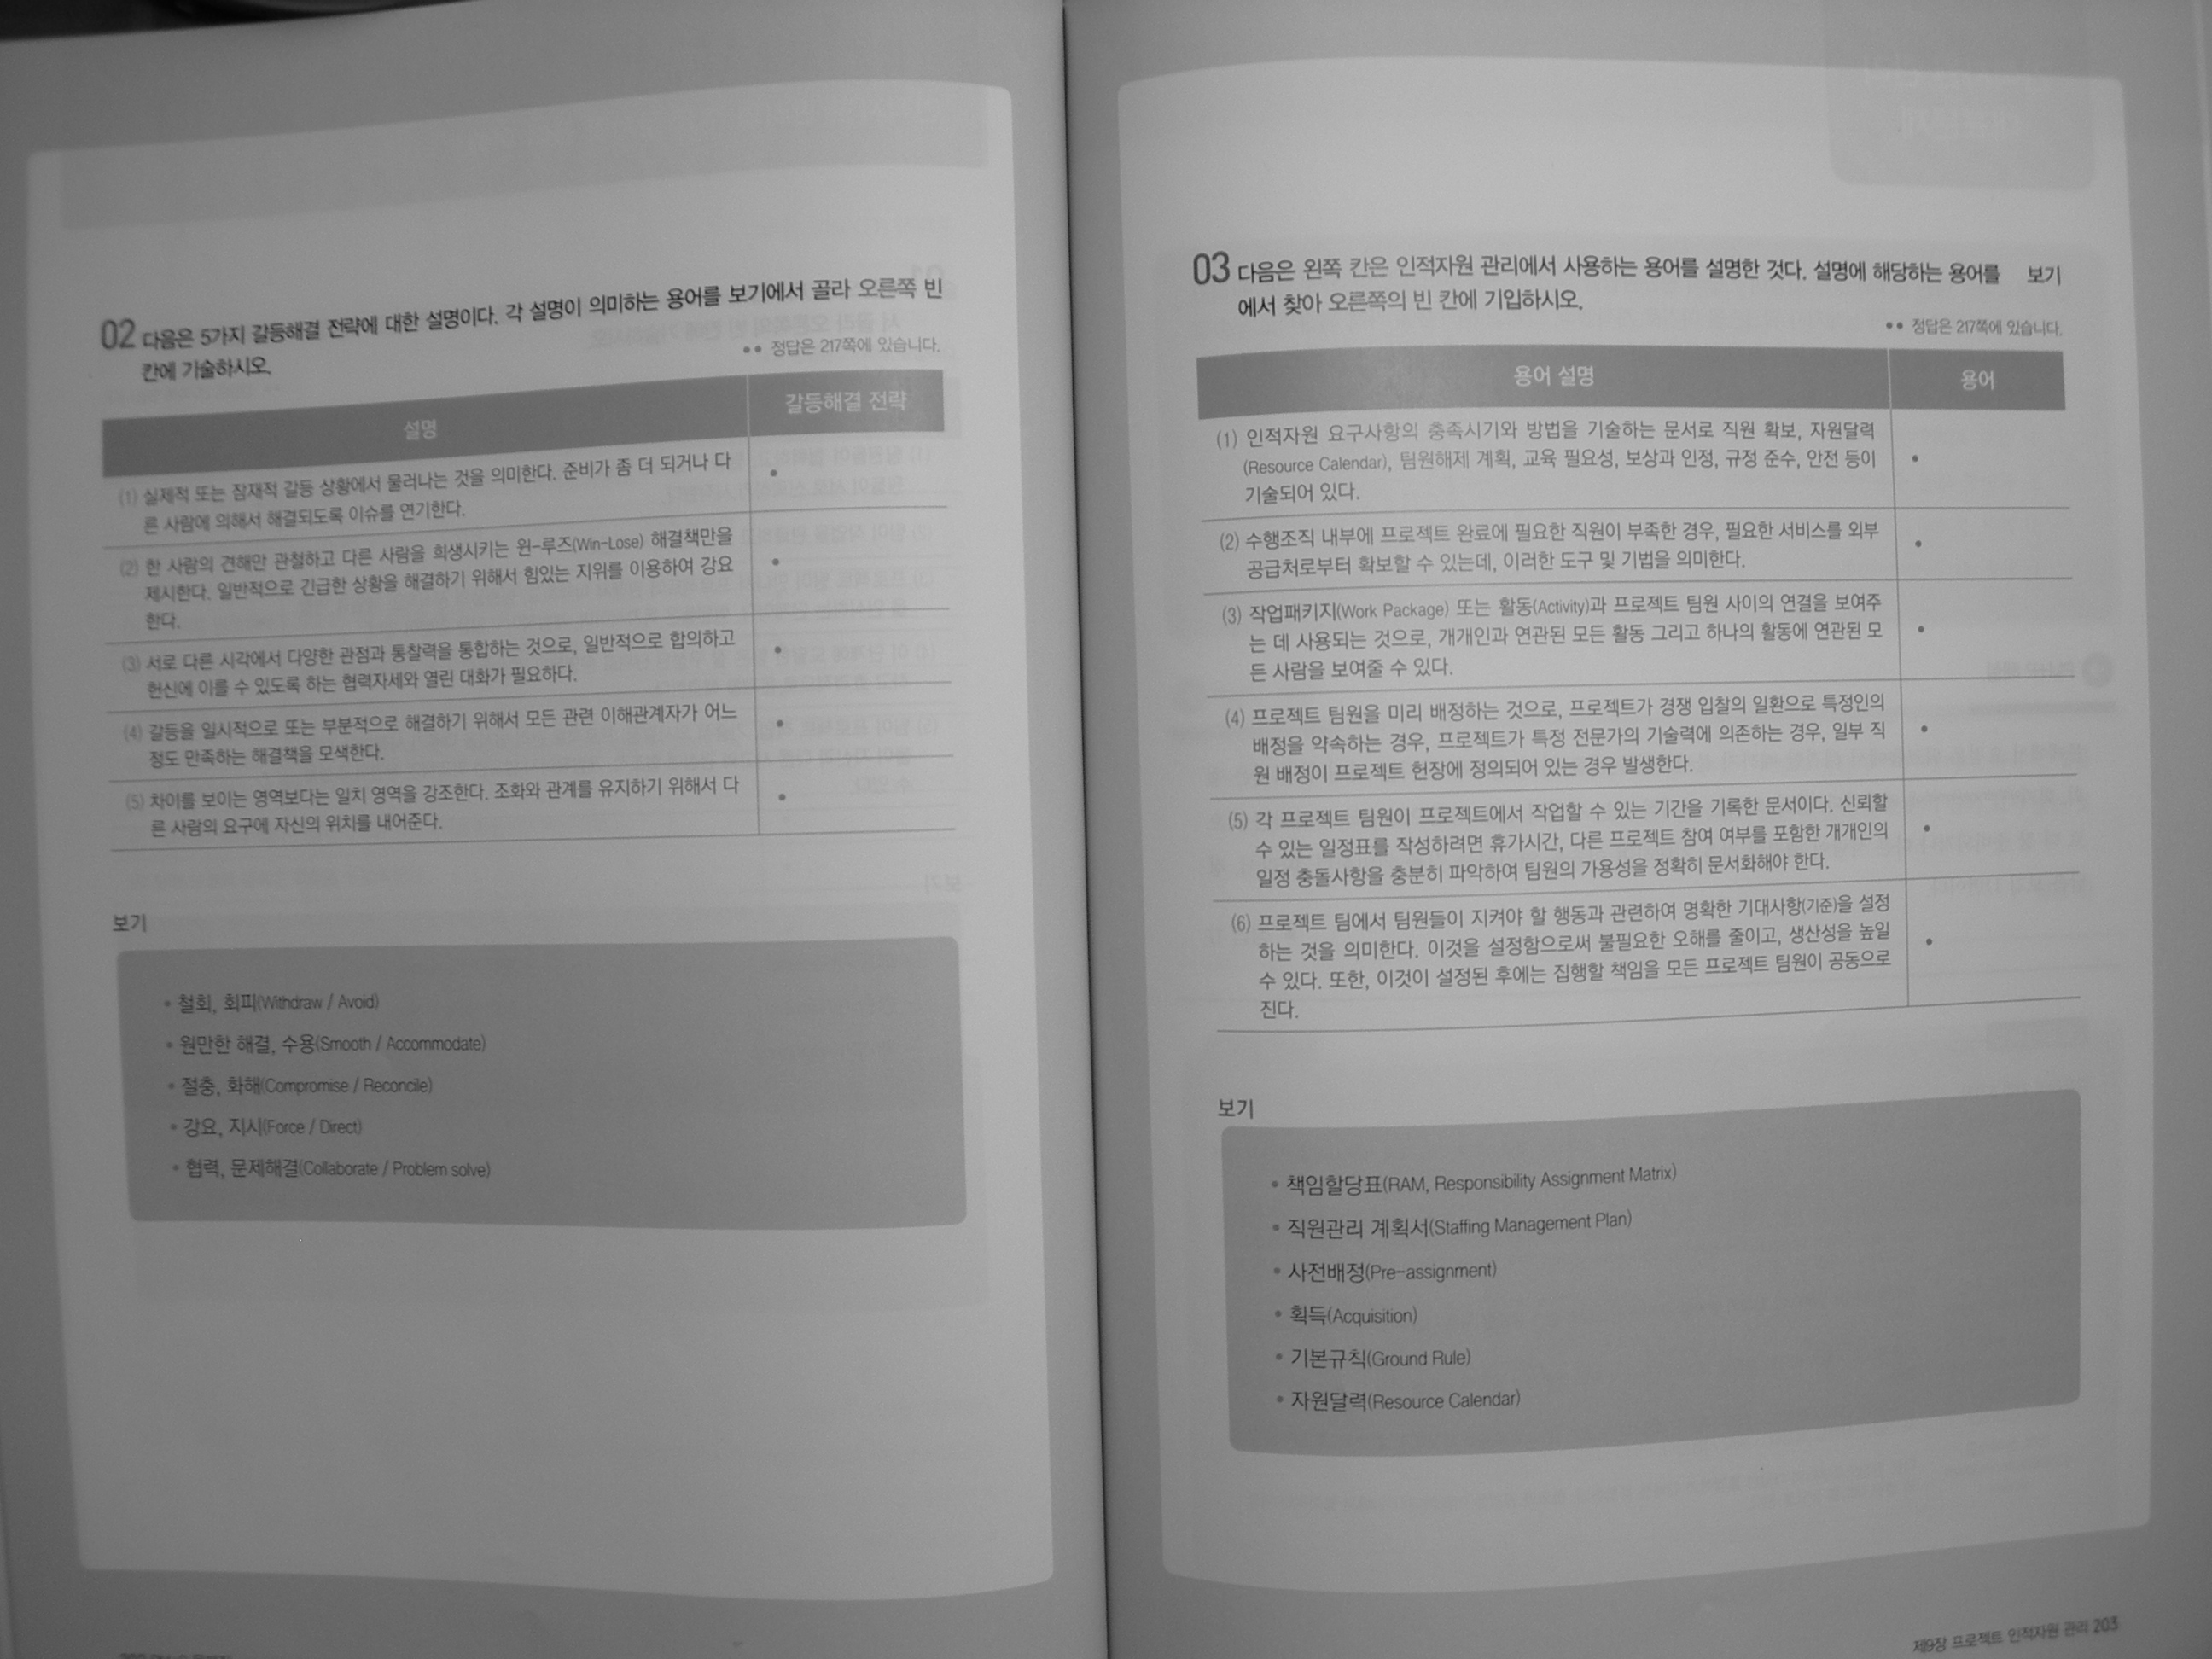 02 다음은 5가지 갈등해결 전략에 대한 설명이다. 각 설명이 의미하는 용어를 보기에서 골라 오른쪽 빈
칸에 기술하시오.
•• 정답은 217쪽에 있습니다.
설명
갈등해결 전략
(1) 실제적 또는 잠재적 갈등 상황에서 물러나는 것을 의미한다. 준비가 좀 더 되거나 다
른 사람에 의해서 해결되도록 이슈를 연기한다.
•
(2) 한 사람의 견해만 관철하고 다른 사람을 희생시키는 윈-루즈(Win-Lose) 해결책만을
제시한다. 일반적으로 긴급한 상황을 해결하기 위해서 힘있는 지위를 이용하여 강요
한다.
•
(3) 서로 다른 시각에서 다양한 관점과 통찰력을 통합하는 것으로, 일반적으로 합의하고
헌신에 이를 수 있도록 하는 협력자세와 열린 대화가 필요하다.
•
(4) 갈등을 일시적으로 또는 부분적으로 해결하기 위해서 모든 관련 이해관계자가 어느
정도 만족하는 해결책을 모색한다.
•
(5) 차이를 보이는 영역보다는 일치 영역을 강조한다. 조화와 관계를 유지하기 위해서 다
른 사람의 요구에 자신의 위치를 내어준다.
•
보기
• 철회, 회피(Withdraw / Avoid)
• 원만한 해결, 수용(Smooth / Accommodate)
• 절충, 화해(Compromise / Reconcile)
• 강요, 지시(Force / Direct)
• 협력, 문제해결(Collaborate / Problem solve)
03 다음은 왼쪽 칸은 인적자원 관리에서 사용하는 용어를 설명한 것다. 설명에 해당하는 용어를 보기
에서 찾아 오른쪽의 빈 칸에 기입하시오.
•• 정답은 217쪽에 있습니다.
용어 설명
용어
(1) 인적자원 요구사항의 충족시기와 방법을 기술하는 문서로 직원 확보, 자원달력
(Resource Calendar), 팀원해제 계획, 교육 필요성, 보상과 인정, 규정 준수, 안전 등이
기술되어 있다.
•
(2) 수행조직 내부에 프로젝트 완료에 필요한 직원이 부족한 경우, 필요한 서비스를 외부
공급처로부터 확보할 수 있는데, 이러한 도구 및 기법을 의미한다.
•
(3) 작업패키지(Work Package) 또는 활동(Activity)과 프로젝트 팀원 사이의 연결을 보여주
는 데 사용되는 것으로, 개개인과 연관된 모든 활동 그리고 하나의 활동에 연관된 모
든 사람을 보여줄 수 있다.
•
(4) 프로젝트 팀원을 미리 배정하는 것으로, 프로젝트가 경쟁 입찰의 일환으로 특정인의
배정을 약속하는 경우, 프로젝트가 특정 전문가의 기술력에 의존하는 경우, 일부 직
원 배정이 프로젝트 헌장에 정의되어 있는 경우 발생한다.
•
(5) 각 프로젝트 팀원이 프로젝트에서 작업할 수 있는 기간을 기록한 문서이다. 신뢰할
수 있는 일정표를 작성하려면 휴가시간, 다른 프로젝트 참여 여부를 포함한 개개인의
일정 충돌사항을 충분히 파악하여 팀원의 가용성을 정확히 문서화해야 한다.
•
(6) 프로젝트 팀에서 팀원들이 지켜야 할 행동과 관련하여 명확한 기대사항(기준)을 설정
하는 것을 의미한다. 이것을 설정함으로써 불필요한 오해를 줄이고, 생산성을 높일
수 있다. 또한, 이것이 설정된 후에는 집행할 책임을 모든 프로젝트 팀원이 공동으로
진다.
•
보기
• 책임할당표(RAM, Responsibility Assignment Matrix)
• 직원관리 계획서(Staffing Management Plan)
• 사전배정(Pre-assignment)
• 획득(Acquisition)
• 기본규칙(Ground Rule)
• 자원달력(Resource Calendar)
제9장 프로젝트 인적자원 관리 203